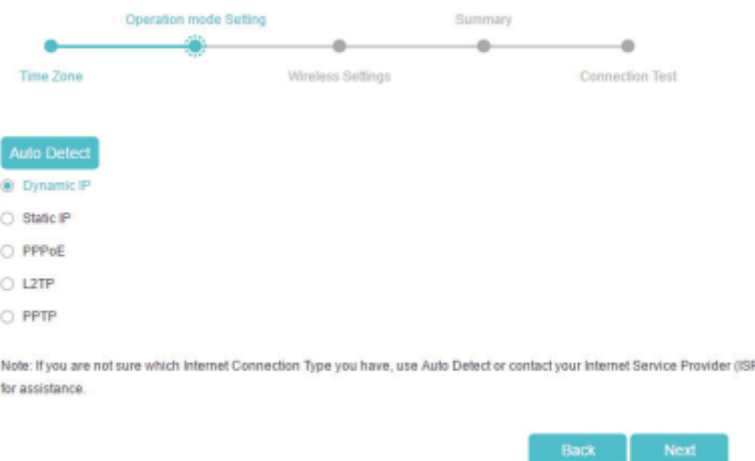 Operation mode Setting
Summary
Time Zone
Wireless Settings
Connection Test
Auto Detect
Dynamic IP
Static IP
PPPoE
L2TP
PPTP
Note: If you are not sure which Internet Connection Type you have, use Auto Detect or contact your Internet Service Provider (ISP
for assistance.
Back
Next